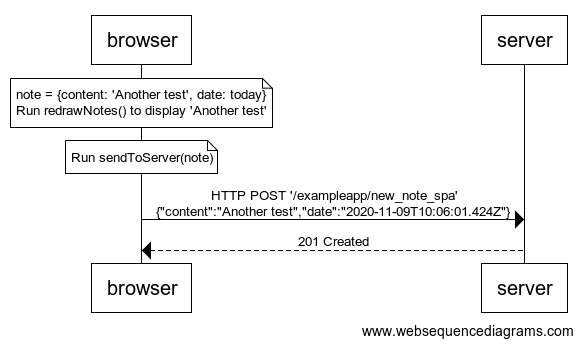 browser
server
note = {content: 'Another test', date: today}
Run redrawNotes() to display 'Another test'
Run sendToServer(note)
HTTP POST '/exampleapp/new_note_spa'
{"content":"Another test","date":"2020-11-09T10:06:01.424Z"}
201 Created
browser
server
www.websequencediagrams.com